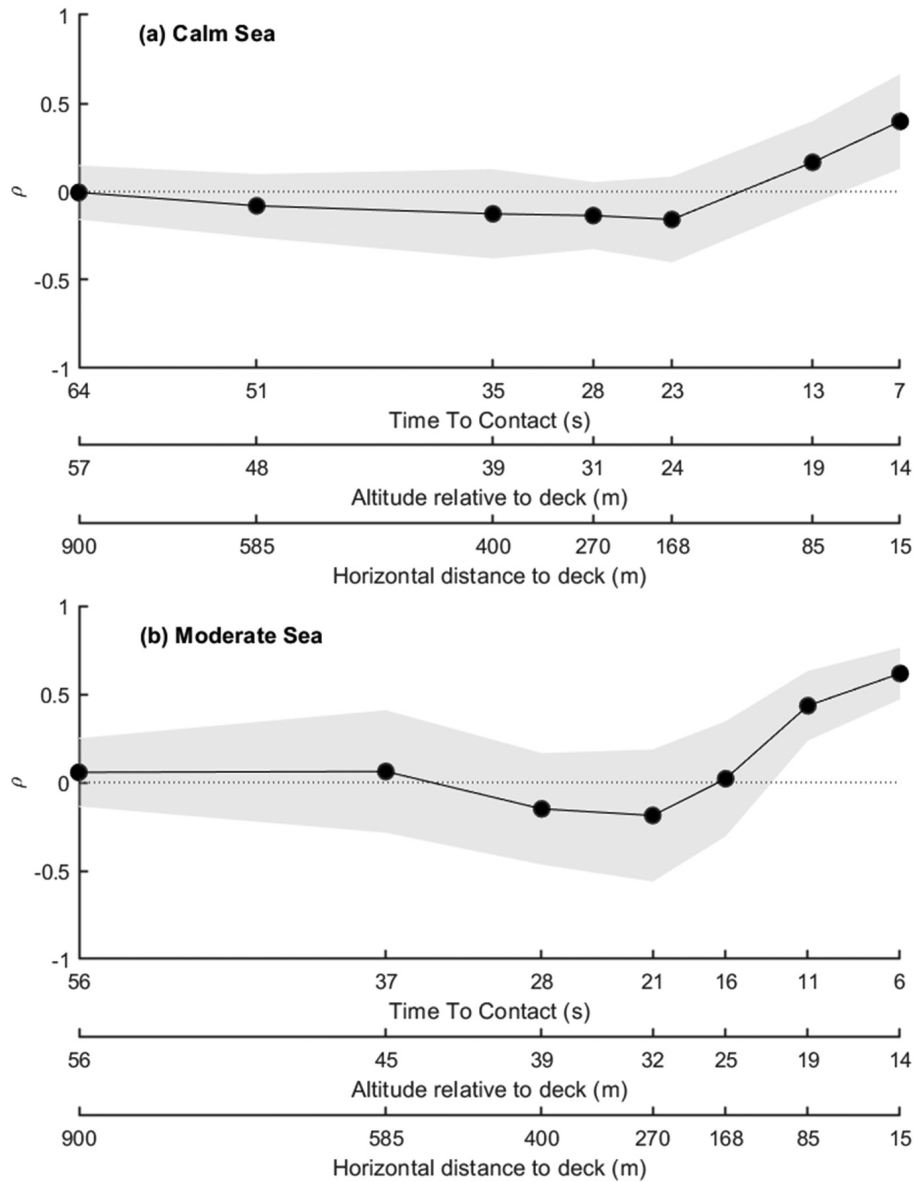 1
(a) Calm Sea
0.5
ρ
0
-0.5
-1
64 51 35 28 23 13 7
Time To Contact (s)
57 48 39 31 24 19 14
Altitude relative to deck (m)
900 585 400 270 168 85 15
Horizontal distance to deck (m)
1
(b) Moderate Sea
0.5
ρ
0
-0.5
-1
56 37 28 21 16 11 6
Time To Contact (s)
56 45 39 32 25 19 14
Altitude relative to deck (m)
900 585 400 270 168 85 15
Horizontal distance to deck (m)